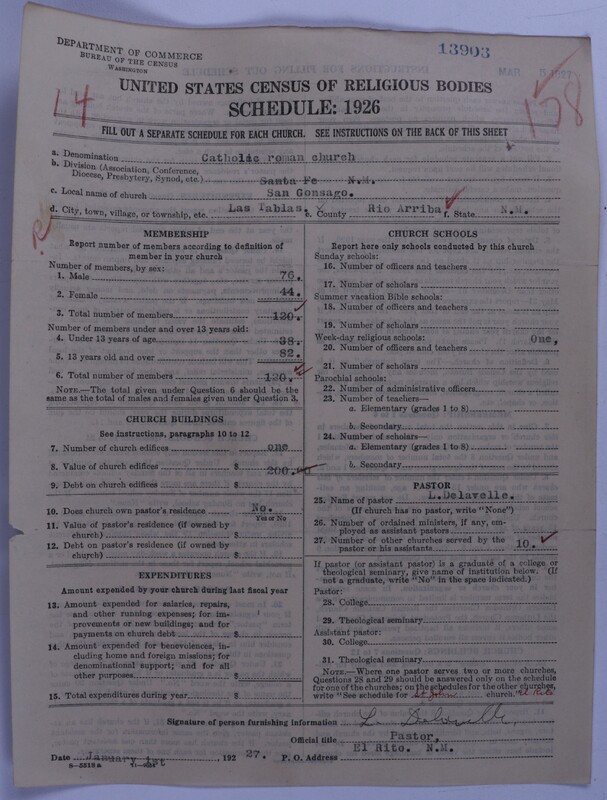 DEPARTMENT OF COMMERCE
BUREAU OF THE CENSUS
WASHINGTON
13903
UNITED STATES CENSUS OF RELIGIOUS BODIES
SCHEDULE: 1926
14
158
FILL OUT A SEPARATE SCHEDULE FOR EACH CHURCH. SEE INSTRUCTIONS ON THE BACK OF THIS SHEET
a. Denomination Catholic roman church
b. Division (Association, Conference, Diocese, Presbytery, Synod, etc.) Santa Fe N.M.
c. Local name of church San Gonsago.
d. City, town, village, or township, etc. Las Tablas. e. County Rio Arriba f. State N.M.
MEMBERSHIP
Report number of members according to definition of
member in your church
Number of members, by sex:
1. Male 76.
2. Female 44.
3. Total number of members 120.
Number of members under and over 13 years old:
4. Under 13 years of age 38.
5. 13 years old and over 82.
6. Total number of members 120.
NOTE.—The total given under Question 6 should be
same as the total of males and females given under Question 3.
CHURCH BUILDINGS
See instructions, paragraphs 10 to 12
7. Number of church edifices one
8. Value of church edifices $ 200.
9. Debt on church edifices $
10. Does church own pastor's residence? No.
Yes or No
11. Value of pastor's residence (if owned by
church) $
12. Debt on pastor's residence (if owned by
church) $
EXPENDITURES
Amount expended by your church during last fiscal year
13. Amount expended for salaries, repairs,
and other running expenses; for im-
provements or new buildings; and for
payments on church debt $
14. Amount expended for benevolences, in-
cluding home and foreign missions; for
denominational support; and for all
other purposes $
15. Total expenditures during year $
CHURCH SCHOOLS
Report here only schools conducted by this church
Sunday schools:
16. Number of officers and teachers
17. Number of scholars
Summer vacation Bible schools:
18. Number of officers and teachers
19. Number of scholars
Week-day religious schools: One,
20. Number of officers and teachers
21. Number of scholars
Parochial schools:
22. Number of administrative officers
23. Number of teachers—
a. Elementary (grades 1 to 8)
b. Secondary
24. Number of scholars—
a. Elementary (grades 1 to 8)
b. Secondary
PASTOR
25. Name of pastor L.Delavelle.
(If church has no pastor, write "None")
26. Number of ordained ministers, if any, em-
ployed as assistant pastors
27. Number of other churches served by the
pastor or his assistants 10.
If pastor (or assistant pastor) is a graduate of a college or
theological seminary, give name of institution below. (If
not a graduate, write "No" in the space indicated.)
Pastor:
28. College
29. Theological seminary
Assistant pastor:
30. College
31. Theological seminary
NOTE.—Where one pastor serves two or more churches,
Questions 28 and 29 should be answered only on the schedule
for one of the churches; on the schedules for the other churches,
write "See schedule for St Johns church." El Rito
Signature of person furnishing information L. Delavelle,
Official title Pastor,
Date January 1st 1927. P. O. Address El Rito. N.M.